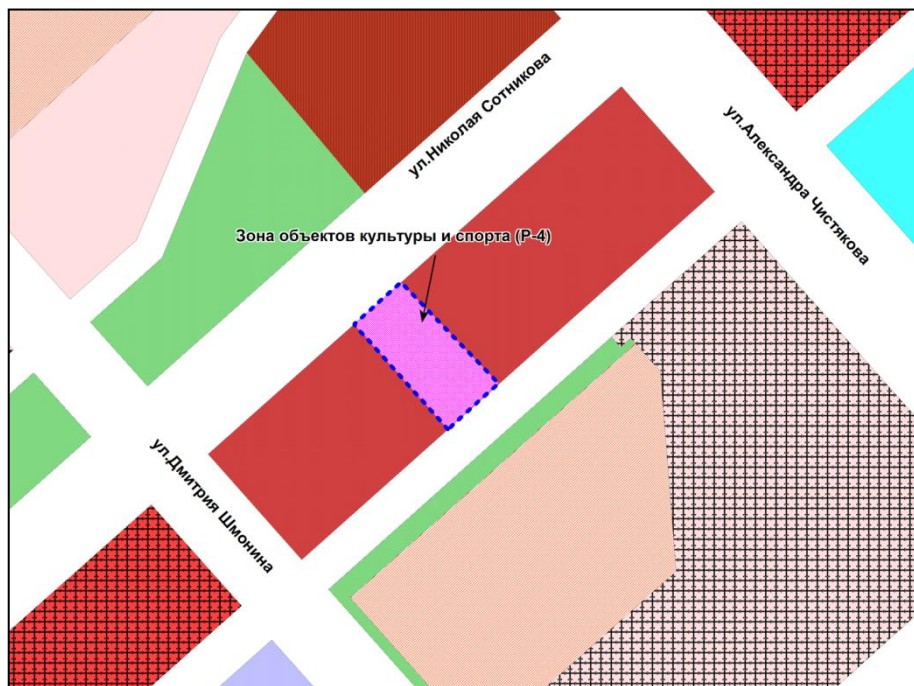 ул.Николая Сотникова
ул.Александра Чистякова
Зона объектов культуры и спорта (Р-4)
ул.Дмитрия Шмонина